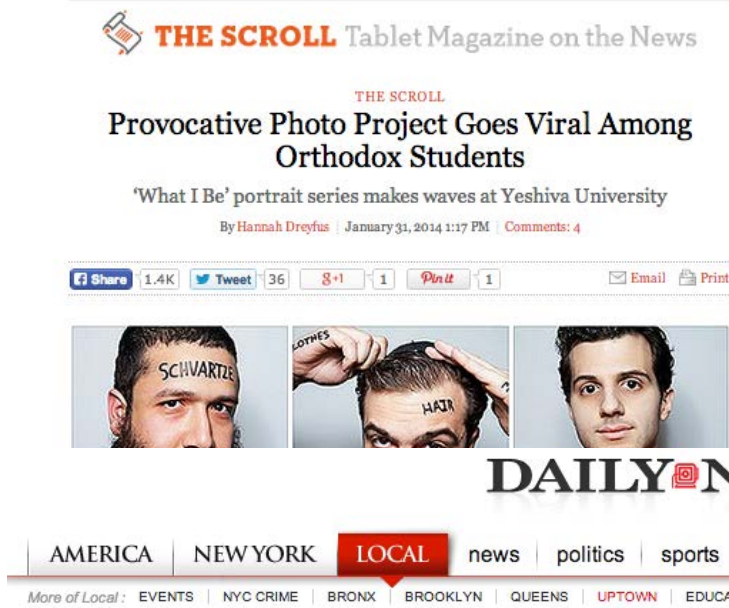 THE SCROLL Tablet Magazine on the News
THE SCROLL
Provocative Photo Project Goes Viral Among
Orthodox Students
'What I Be' portrait series makes waves at Yeshiva University
By Hannah Dreyfus | January 31, 2014 1:17 PM | Comments: 4
Share 1.4K Tweet 36 g+1 1 Pin it 1 Email Print
SCHVARTZE
HAIR
DAILY N
AMERICA NEW YORK LOCAL news politics sports
More of Local : EVENTS | NYC CRIME | BRONX | BROOKLYN | QUEENS | UPTOWN | EDUCA